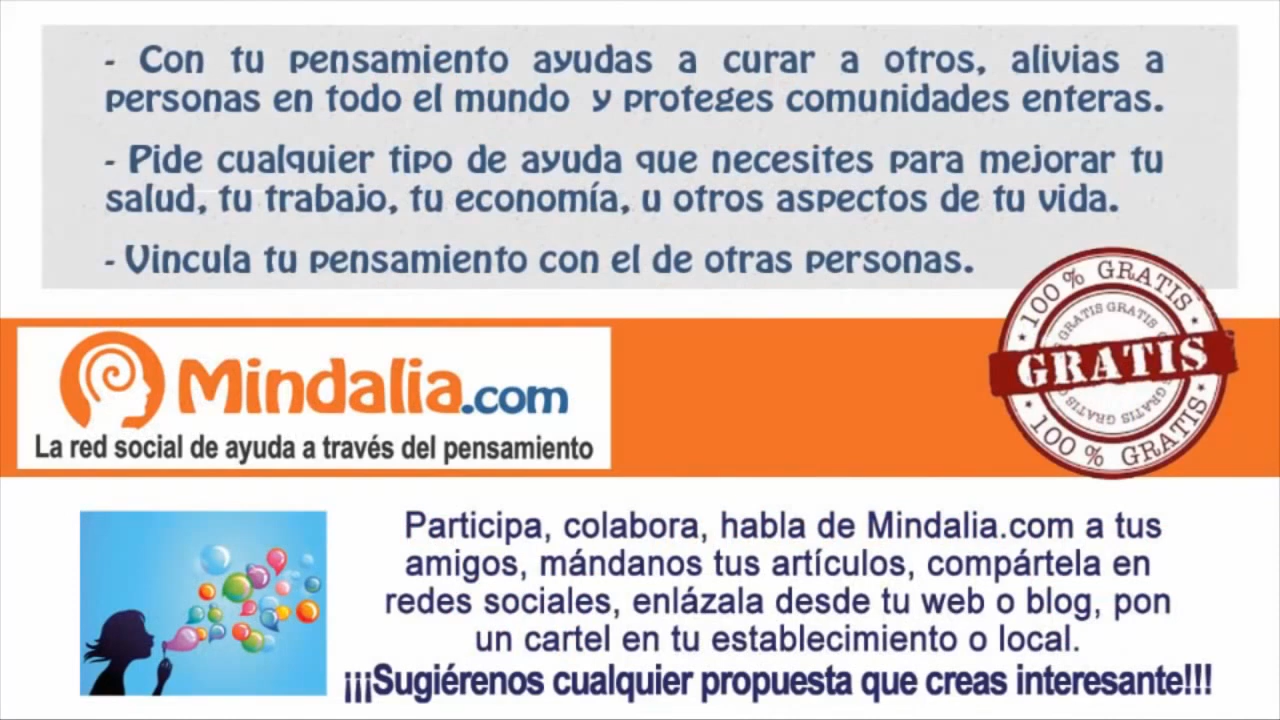 - Con tu pensamiento ayudas a curar a otros, alivias a
personas en todo el mundo y proteges comunidades enteras.
- Pide cualquier tipo de ayuda que necesites para mejorar tu
salud, tu trabajo, tu economía, u otros aspectos de tu vida.
- Vincula tu pensamiento con el de otras personas.
100 % GRATIS
GRATIS GRATIS
GRATIS
GRATIS GRATIS
100 % GRATIS
Mindalia.com
La red social de ayuda a través del pensamiento
Participa, colabora, habla de Mindalia.com a tus
amigos, mándanos tus artículos, compártela en
redes sociales, enlázala desde tu web o blog, pon
un cartel en tu establecimiento o local.
¡¡¡Sugiérenos cualquier propuesta que creas interesante!!!